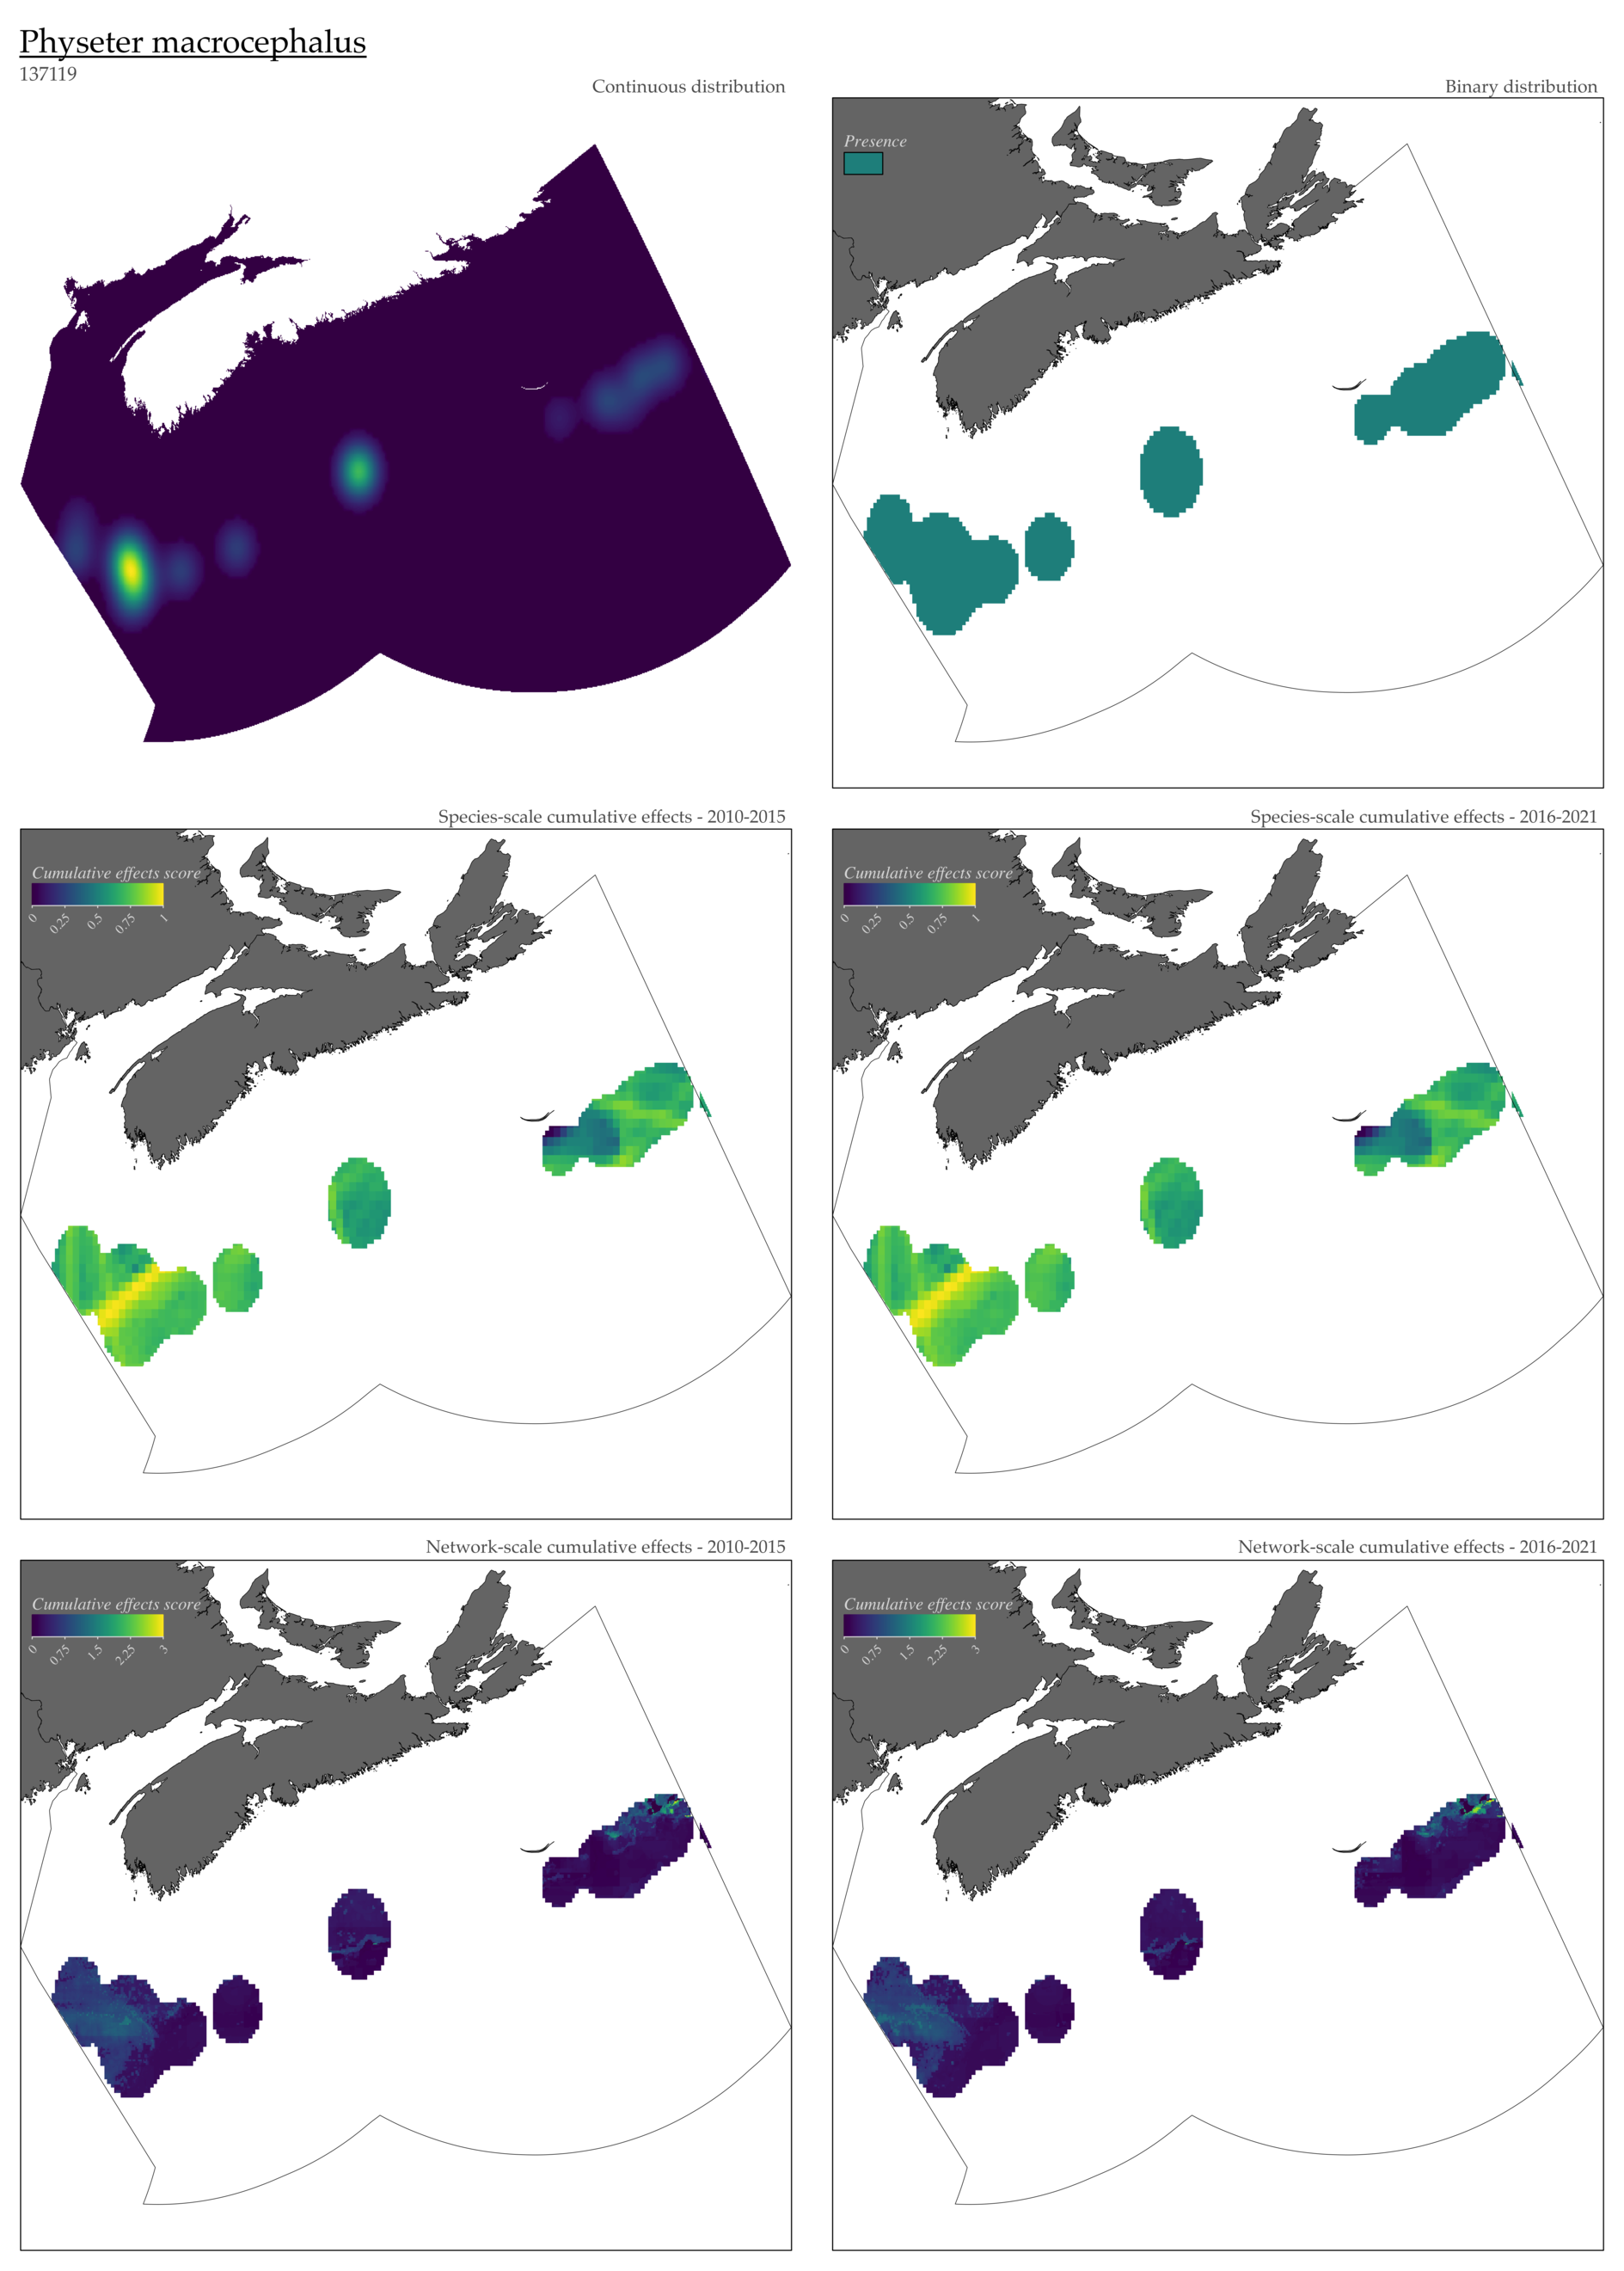 Physeter macrocephalus
137119
Continuous distribution
Binary distribution
Presence
Species-scale cumulative effects - 2010-2015
Cumulative effects score
0
0.25
0.5
0.75
1
Species-scale cumulative effects - 2016-2021
Cumulative effects score
0
0.25
0.5
0.75
1
Network-scale cumulative effects - 2010-2015
Cumulative effects score
0
0.75
1.5
2.25
3
Network-scale cumulative effects - 2016-2021
Cumulative effects score
0
0.75
1.5
2.25
3